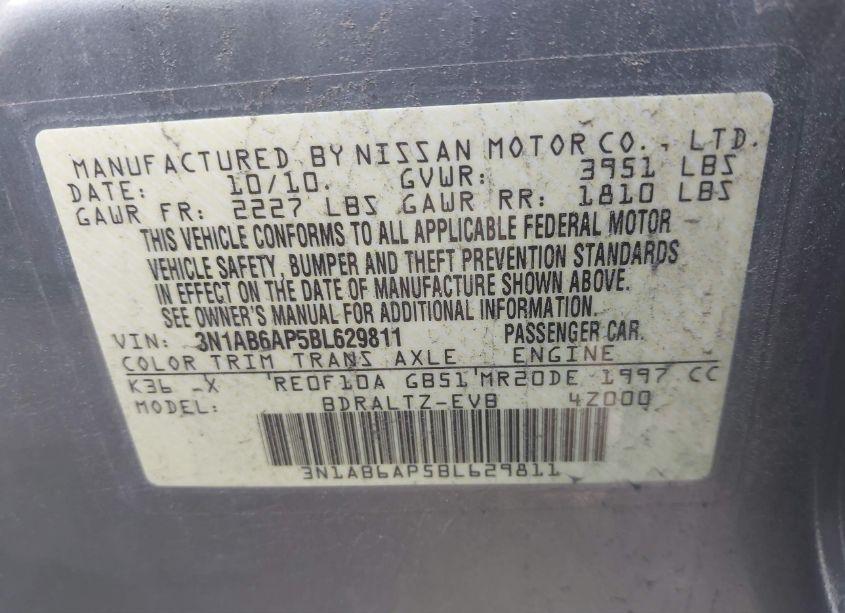 MANUFACTURED BY NISSAN MOTOR CO., LTD.
DATE: 10/10. GVWR: 3951 LBS
GAWR FR: 2227 LBS GAWR RR: 1810 LBS
THIS VEHICLE CONFORMS TO ALL APPLICABLE FEDERAL MOTOR
VEHICLE SAFETY, BUMPER AND THEFT PREVENTION STANDARDS
IN EFFECT ON THE DATE OF MANUFACTURE SHOWN ABOVE.
SEE OWNER'S MANUAL FOR ADDITIONAL INFORMATION.
VIN: 3N1AB6AP5BL629811 PASSENGER CAR.
COLOR TRIM TRANS AXLE ENGINE
K36 _X 'RE0F10A GB51'MR20DE 1997 CC
MODEL: BDRALTZ-EVB 4Z000
3N1AB6AP5BL629811